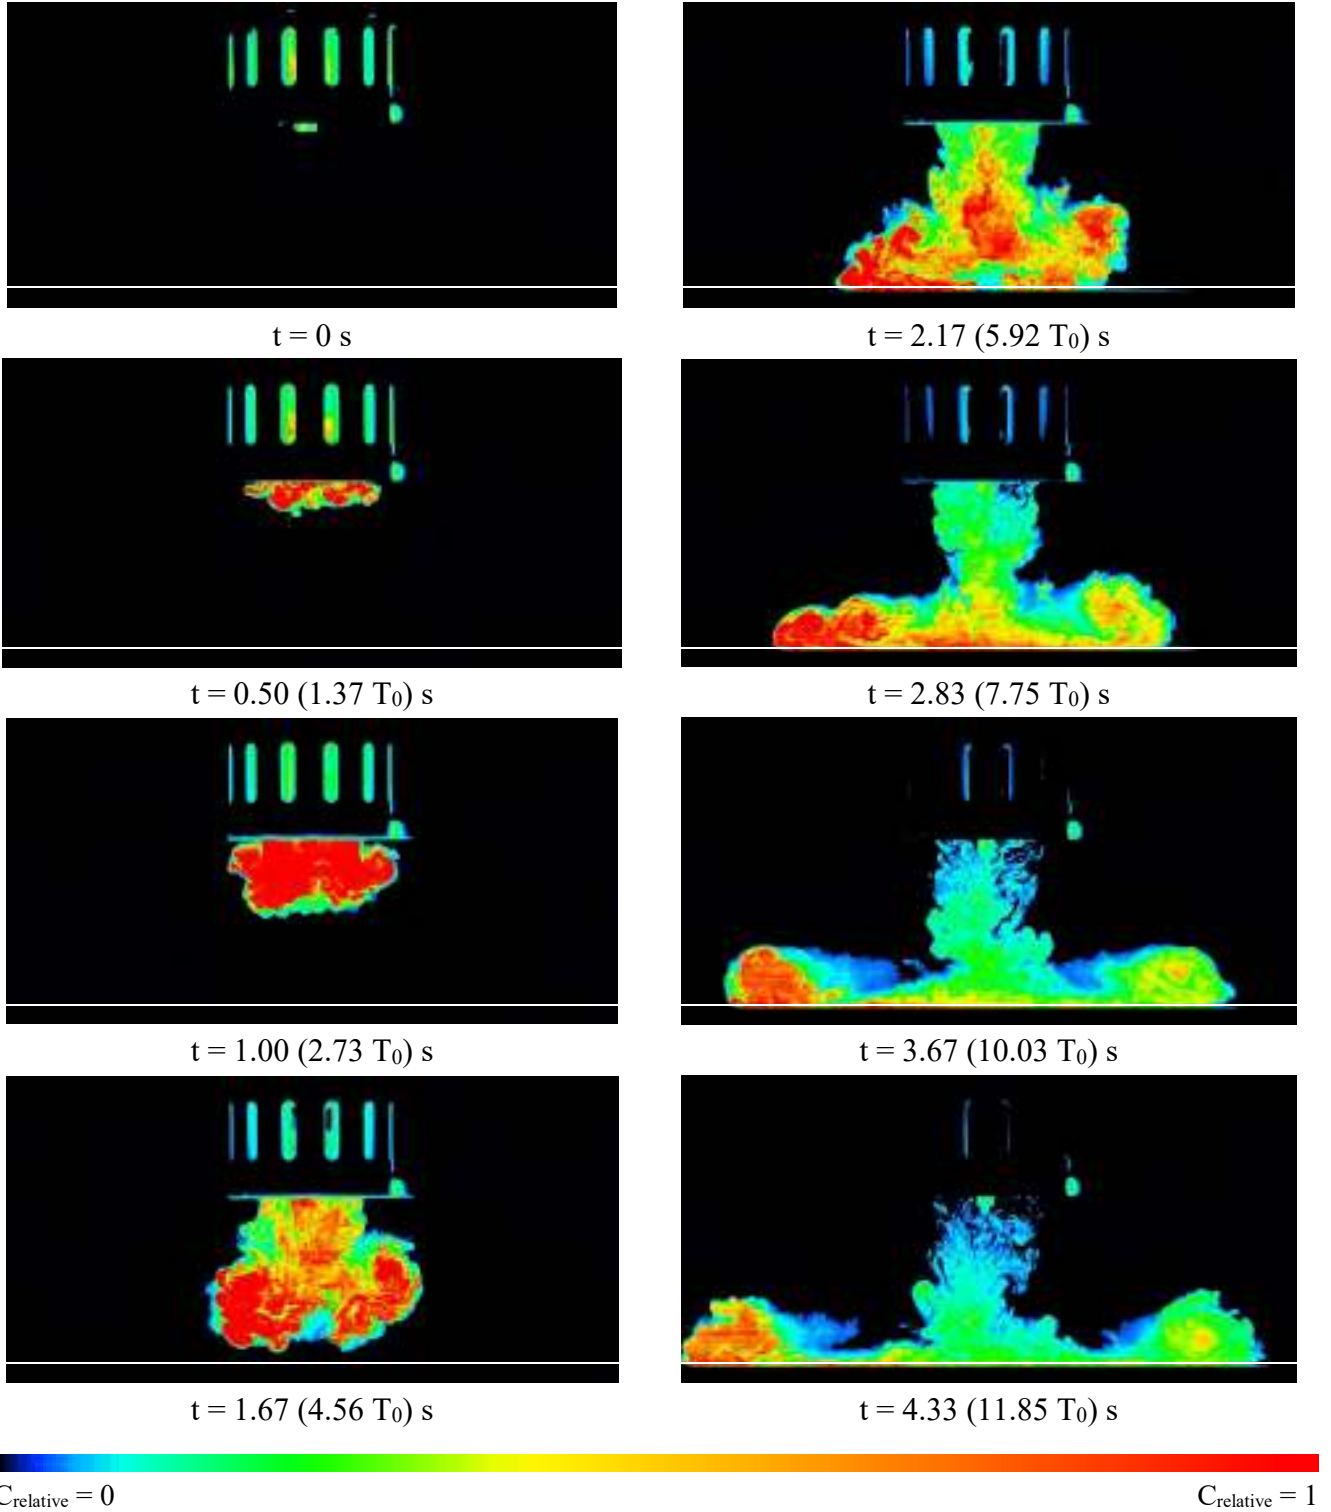 t = 0 s
t = 2.17 (5.92 T₀) s
t = 0.50 (1.37 T₀) s
t = 2.83 (7.75 T₀) s
t = 1.00 (2.73 T₀) s
t = 3.67 (10.03 T₀) s
t = 1.67 (4.56 T₀) s
t = 4.33 (11.85 T₀) s
Crelative = 0
Crelative = 1